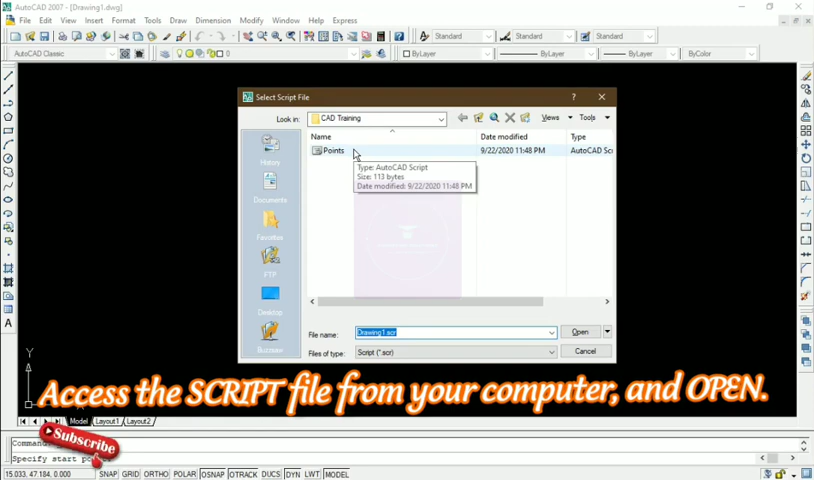 AutoCAD 2007 - [Drawing1.dwg]
File Edit View Insert Format Tools Draw Dimension Modify Window Help Express
Standard Standard Standard
AutoCAD Classic 0 ByLayer ByLayer ByLayer ByColor
Select Script File
Look in: CAD Training Views Tools
Name Date modified Type
Points 9/22/2020 11:48 PM AutoCAD Scr
Type: AutoCAD Script
Size: 113 bytes
Date modified: 9/22/2020 11:48 PM
History
Documents
Favorites
FTP
Desktop
Buzzsaw
File name: Drawing1.scr Open
Files of type: Script (*.scr) Cancel
Y
Access the SCRIPT file from your computer, and OPEN.
Model Layout1 Layout2
Subscribe
Command
Specify start po
15.033, 47.184, 0.000 SNAP GRID ORTHO POLAR OSNAP OTRACK DUCS DYN LWT MODEL